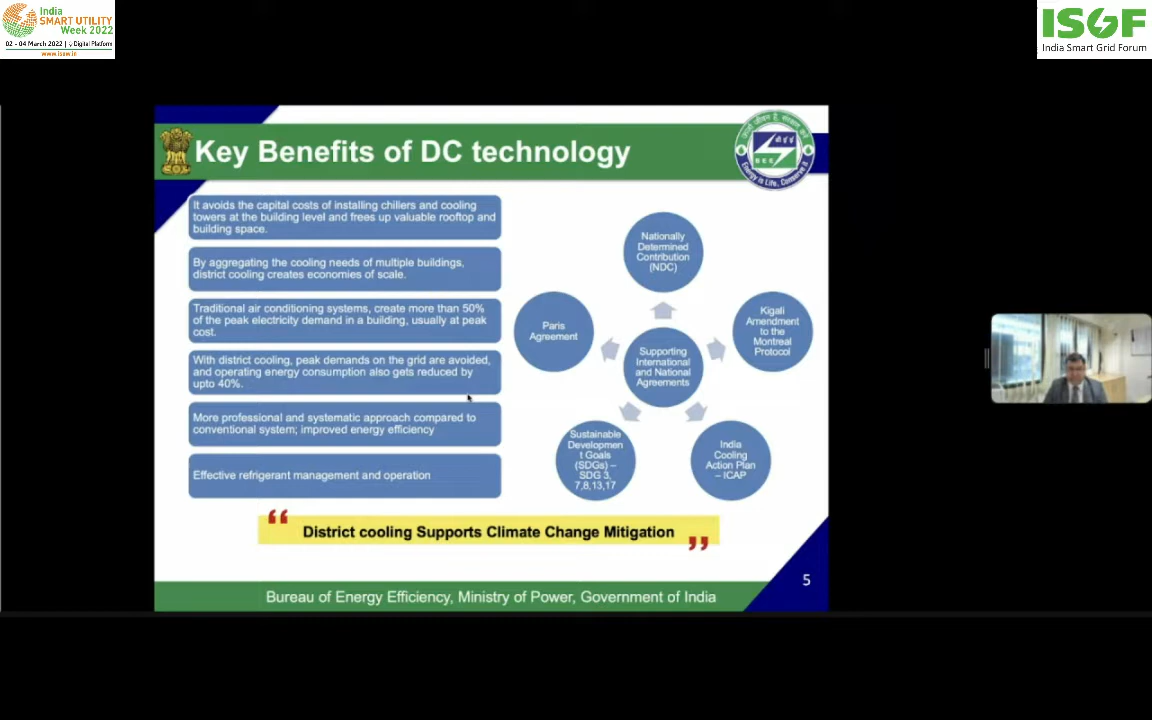 India
SMART UTILITY
Week 2022
02 - 04 March 2022 | Digital Platform
www.isuw.in
ISGF
India Smart Grid Forum
Key Benefits of DC technology
It avoids the capital costs of installing chillers and cooling
towers at the building level and frees up valuable rooftop and
building space.
By aggregating the cooling needs of multiple buildings,
district cooling creates economies of scale.
Traditional air conditioning systems, create more than 50%
of the peak electricity demand in a building, usually at peak
cost.
With district cooling, peak demands on the grid are avoided,
and operating energy consumption also gets reduced by
upto 40%.
More professional and systematic approach compared to
conventional system; improved energy efficiency
Effective refrigerant management and operation
Nationally
Determined
Contribution
(NDC)
Paris
Agreement
Kigali
Amendment
to the
Montreal
Protocol
Supporting
International
and National
Agreements
Sustainable
Developmen
t Goals
(SDGs) –
SDG 3,
7,8,13,17
India
Cooling
Action Plan
– ICAP
“ District cooling Supports Climate Change Mitigation ”
5
Bureau of Energy Efficiency, Ministry of Power, Government of India